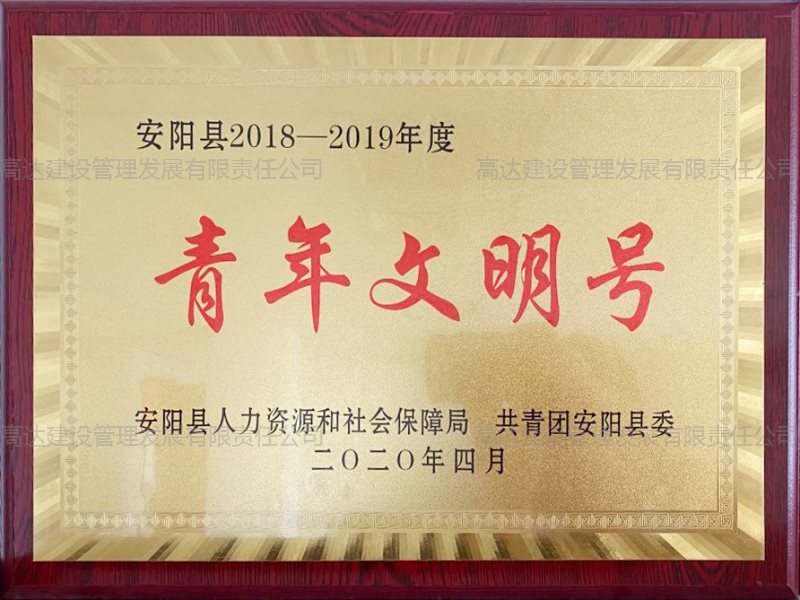 安阳县2018—2019年度
高达建设管理发展有限责任公司 高达建设管理发展有限责任公司
青年文明号
安阳县人力资源和社会保障局 共青团安阳县委
高达建设管理发展有限责任公司 高达建设管理发展有限责任公司
二〇二〇年四月